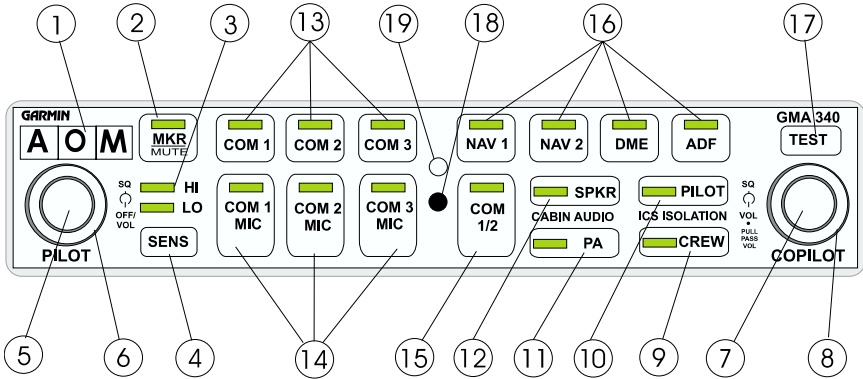 1
2
3
13
19
18
16
17
GARMIN
GMA 340
A O M
MKR
MUTE
COM 1
COM 2
COM 3
NAV 1
NAV 2
DME
ADF
TEST
SQ
OFF/
VOL
HI
LO
SENS
PILOT
COM 1
MIC
COM 2
MIC
COM 3
MIC
COM
1/2
SPKR
CABIN AUDIO
PA
PILOT
ICS ISOLATION
CREW
SQ
VOL
•
PULL
PASS
VOL
COPILOT
5
6
4
14
15
12
11
10
9
7
8